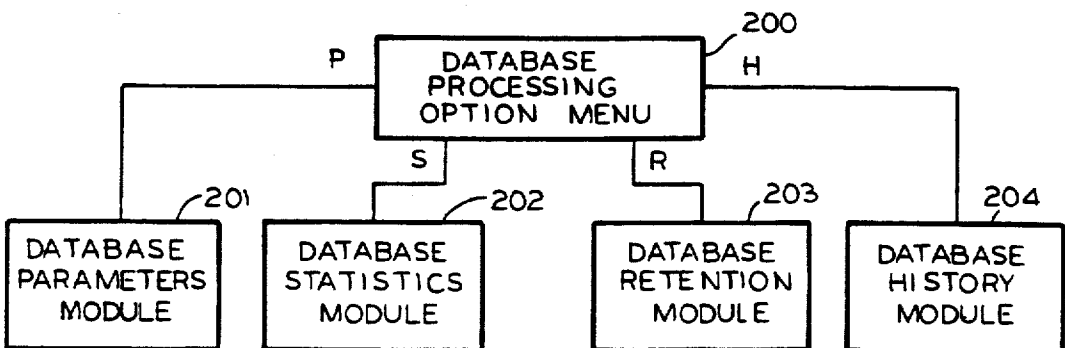 200
P
DATABASE
PROCESSING
OPTION MENU
H
S
R
201
202
203
204
DATABASE
PARAMETERS
MODULE
DATABASE
STATISTICS
MODULE
DATABASE
RETENTION
MODULE
DATABASE
HISTORY
MODULE